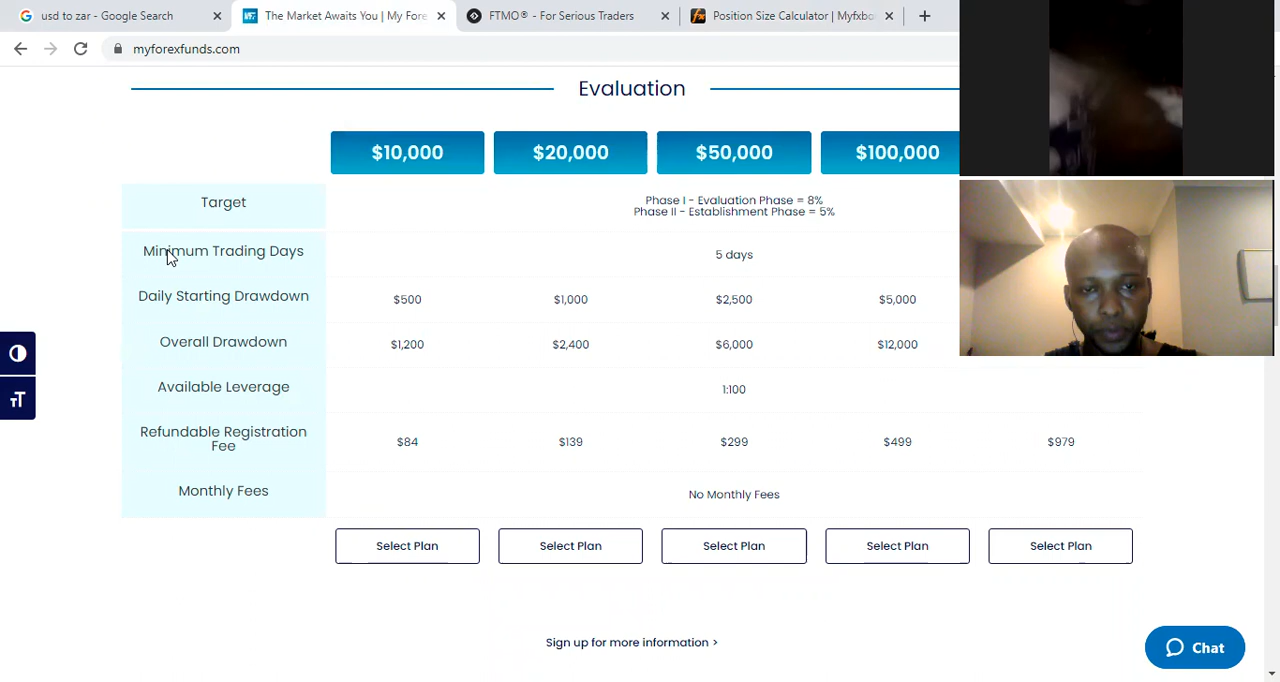 usd to zar - Google Search
The Market Awaits You | My Fore
FTMO® - For Serious Traders
Position Size Calculator | Myfxbo
myforexfunds.com
Evaluation
$10,000 $20,000 $50,000 $100,000
Target
Phase I - Evaluation Phase = 8%
Phase II - Establishment Phase = 5%
Minimum Trading Days 5 days
Daily Starting Drawdown $500 $1,000 $2,500 $5,000
Overall Drawdown $1,200 $2,400 $6,000 $12,000
Available Leverage 1:100
Refundable Registration
Fee
$84 $139 $299 $499 $979
Monthly Fees No Monthly Fees
Select Plan Select Plan Select Plan Select Plan Select Plan
Sign up for more information >
Chat